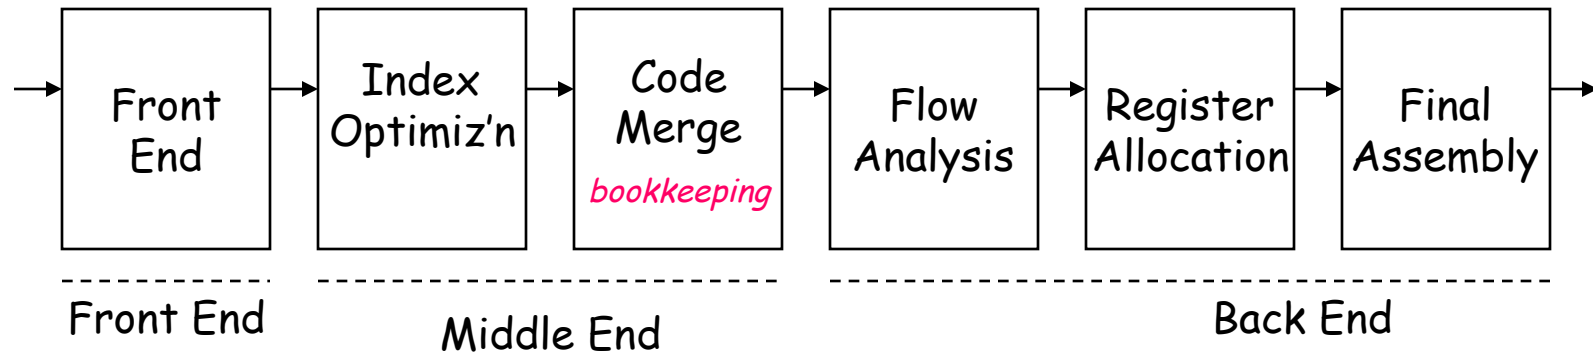 Front
End
Index
Optimiz'n
Code
Merge
bookkeeping
Flow
Analysis
Register
Allocation
Final
Assembly
Front End
Middle End
Back End